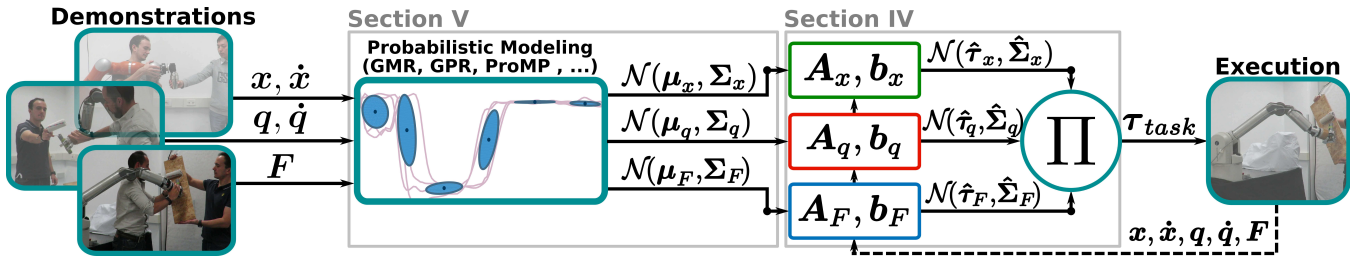 Demonstrations
Section V
Section IV
Probabilistic Modeling
(GMR, GPR, ProMP , ...)
Execution
x, ẋ
q, q̇
F
𝒩(μ_x, Σ_x)
𝒩(μ_q, Σ_q)
𝒩(μ_F, Σ_F)
A_x, b_x
A_q, b_q
A_F, b_F
𝒩(τ̂_x, Σ̂_x)
𝒩(τ̂_q, Σ̂_q)
𝒩(τ̂_F, Σ̂_F)
∏
τ_task
x, ẋ, q, q̇, F